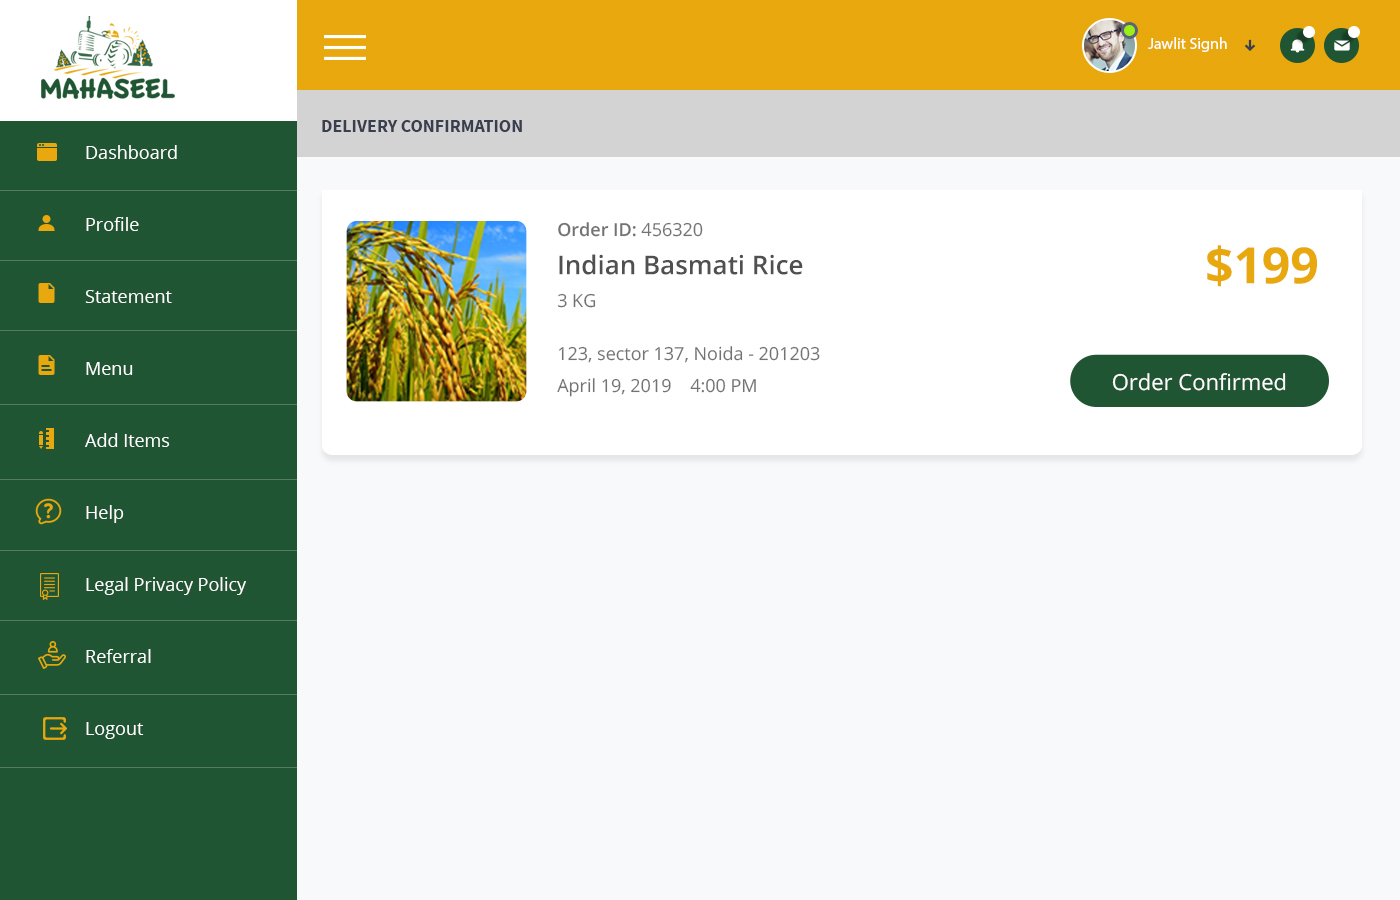 MAHASEEL
Jawlit Signh
DELIVERY CONFIRMATION
Dashboard
Profile
Statement
Menu
Add Items
Help
Legal Privacy Policy
Referral
Logout
Order ID: 456320
Indian Basmati Rice
3 KG
123, sector 137, Noida - 201203
April 19, 2019 4:00 PM
$199
Order Confirmed